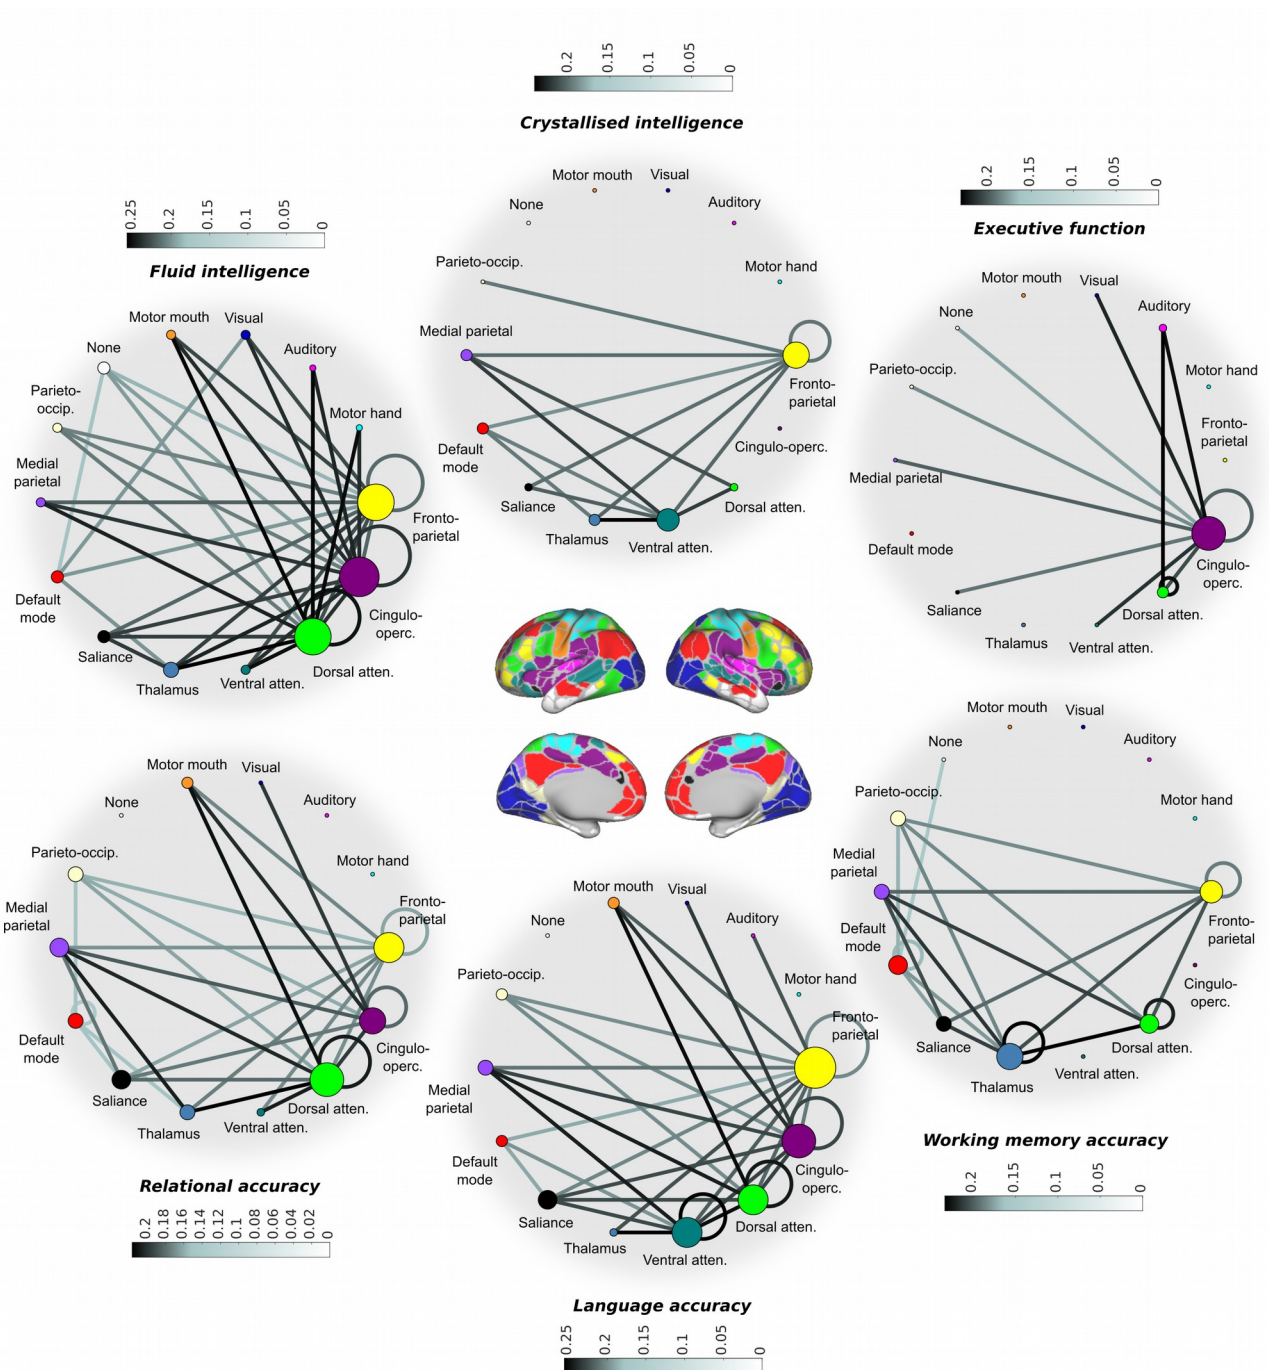 0.2 0.15 0.1 0.05 0
Crystallised intelligence
Motor mouth
Visual
None
Auditory
Parieto-occip.
Motor hand
Medial parietal
Fronto-
parietal
Default
mode
Cingulo-operc.
Saliance
Dorsal atten.
Thalamus
Ventral atten.
0.25 0.2 0.15 0.1 0.05 0
Fluid intelligence
Motor mouth
Visual
None
Auditory
Parieto-
occip.
Motor hand
Medial
parietal
Fronto-
parietal
Default
mode
Cingulo-
operc.
Saliance
Dorsal atten.
Thalamus
Ventral atten.
0.2 0.15 0.1 0.05 0
Executive function
Motor mouth
Visual
None
Auditory
Parieto-occip.
Motor hand
Fronto-
parietal
Medial parietal
Default mode
Cingulo-
operc.
Saliance
Dorsal atten.
Thalamus
Ventral atten.
Motor mouth
Visual
None
Auditory
Parieto-occip.
Motor hand
Medial
parietal
Fronto-
parietal
Default
mode
Cingulo-
operc.
Saliance
Dorsal atten.
Thalamus
Ventral atten.
Relational accuracy
0.2 0.18 0.16 0.14 0.12 0.1 0.08 0.06 0.04 0.02 0
Motor mouth
Visual
None
Auditory
Parieto-occip.
Motor hand
Fronto-
parietal
Medial
parietal
Default
mode
Cingulo-
operc.
Saliance
Dorsal atten.
Thalamus
Ventral atten.
Language accuracy
0.25 0.2 0.15 0.1 0.05 0
Motor mouth
Visual
None
Auditory
Parieto-occip.
Motor hand
Medial
parietal
Fronto-
parietal
Default
mode
Cingulo-
operc.
Saliance
Dorsal atten.
Thalamus
Ventral atten.
Working memory accuracy
0.2 0.15 0.1 0.05 0